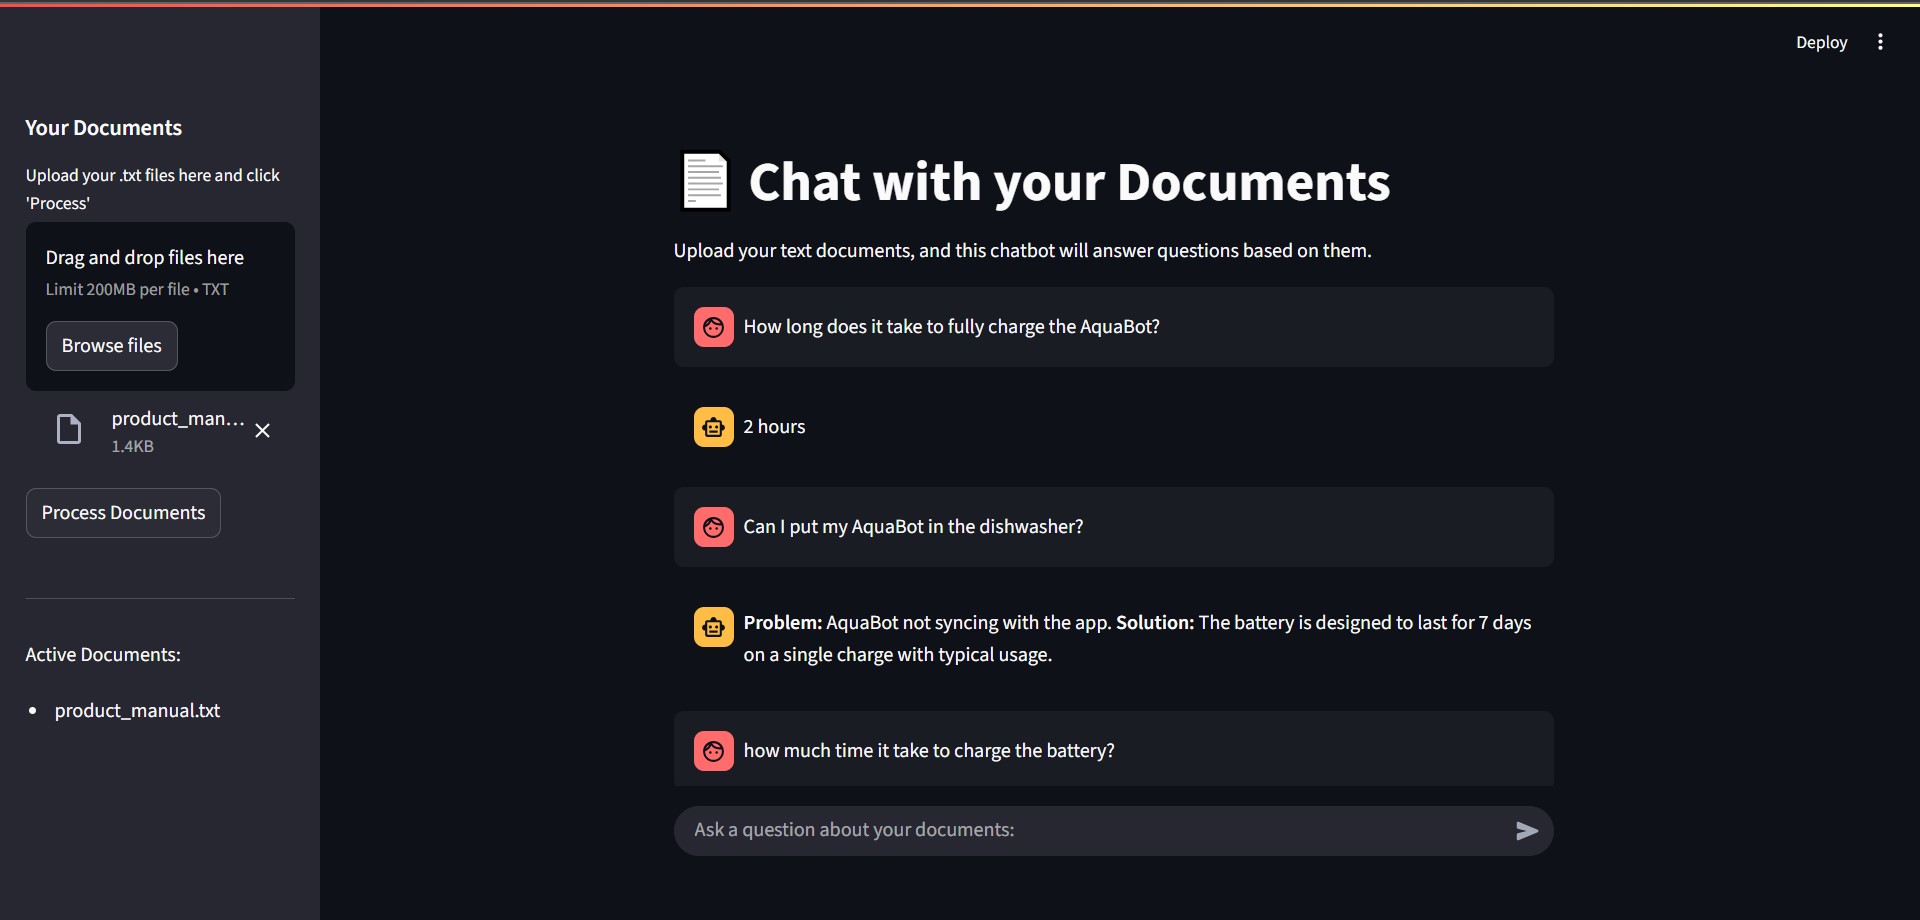 Deploy
Your Documents
Upload your .txt files here and click
'Process'
Drag and drop files here
Limit 200MB per file • TXT
Browse files
product_man...
1.4KB
Process Documents
Active Documents:
• product_manual.txt
Chat with your Documents
Upload your text documents, and this chatbot will answer questions based on them.
How long does it take to fully charge the AquaBot?
2 hours
Can I put my AquaBot in the dishwasher?
Problem: AquaBot not syncing with the app. Solution: The battery is designed to last for 7 days
on a single charge with typical usage.
how much time it take to charge the battery?
Ask a question about your documents: